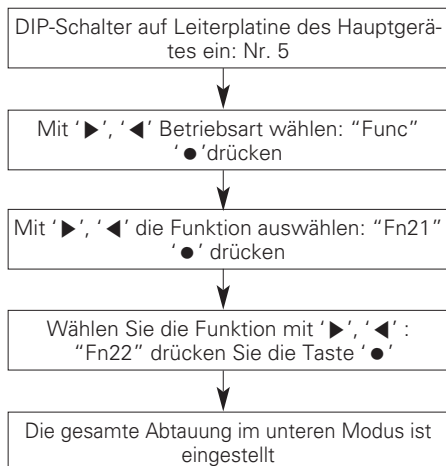 DIP-Schalter auf Leiterplatine des Hauptgerä-
tes ein: Nr. 5
Mit ‘▶’, ‘◀’ Betriebsart wählen: “Func”
‘●’drücken
Mit ‘▶’, ‘◀’ die Funktion auswählen: “Fn21”
‘●’ drücken
Wählen Sie die Funktion mit ‘▶’, ‘◀’ :
“Fn22” drücken Sie die Taste ‘●’
Die gesamte Abtauung im unteren Modus ist
eingestellt